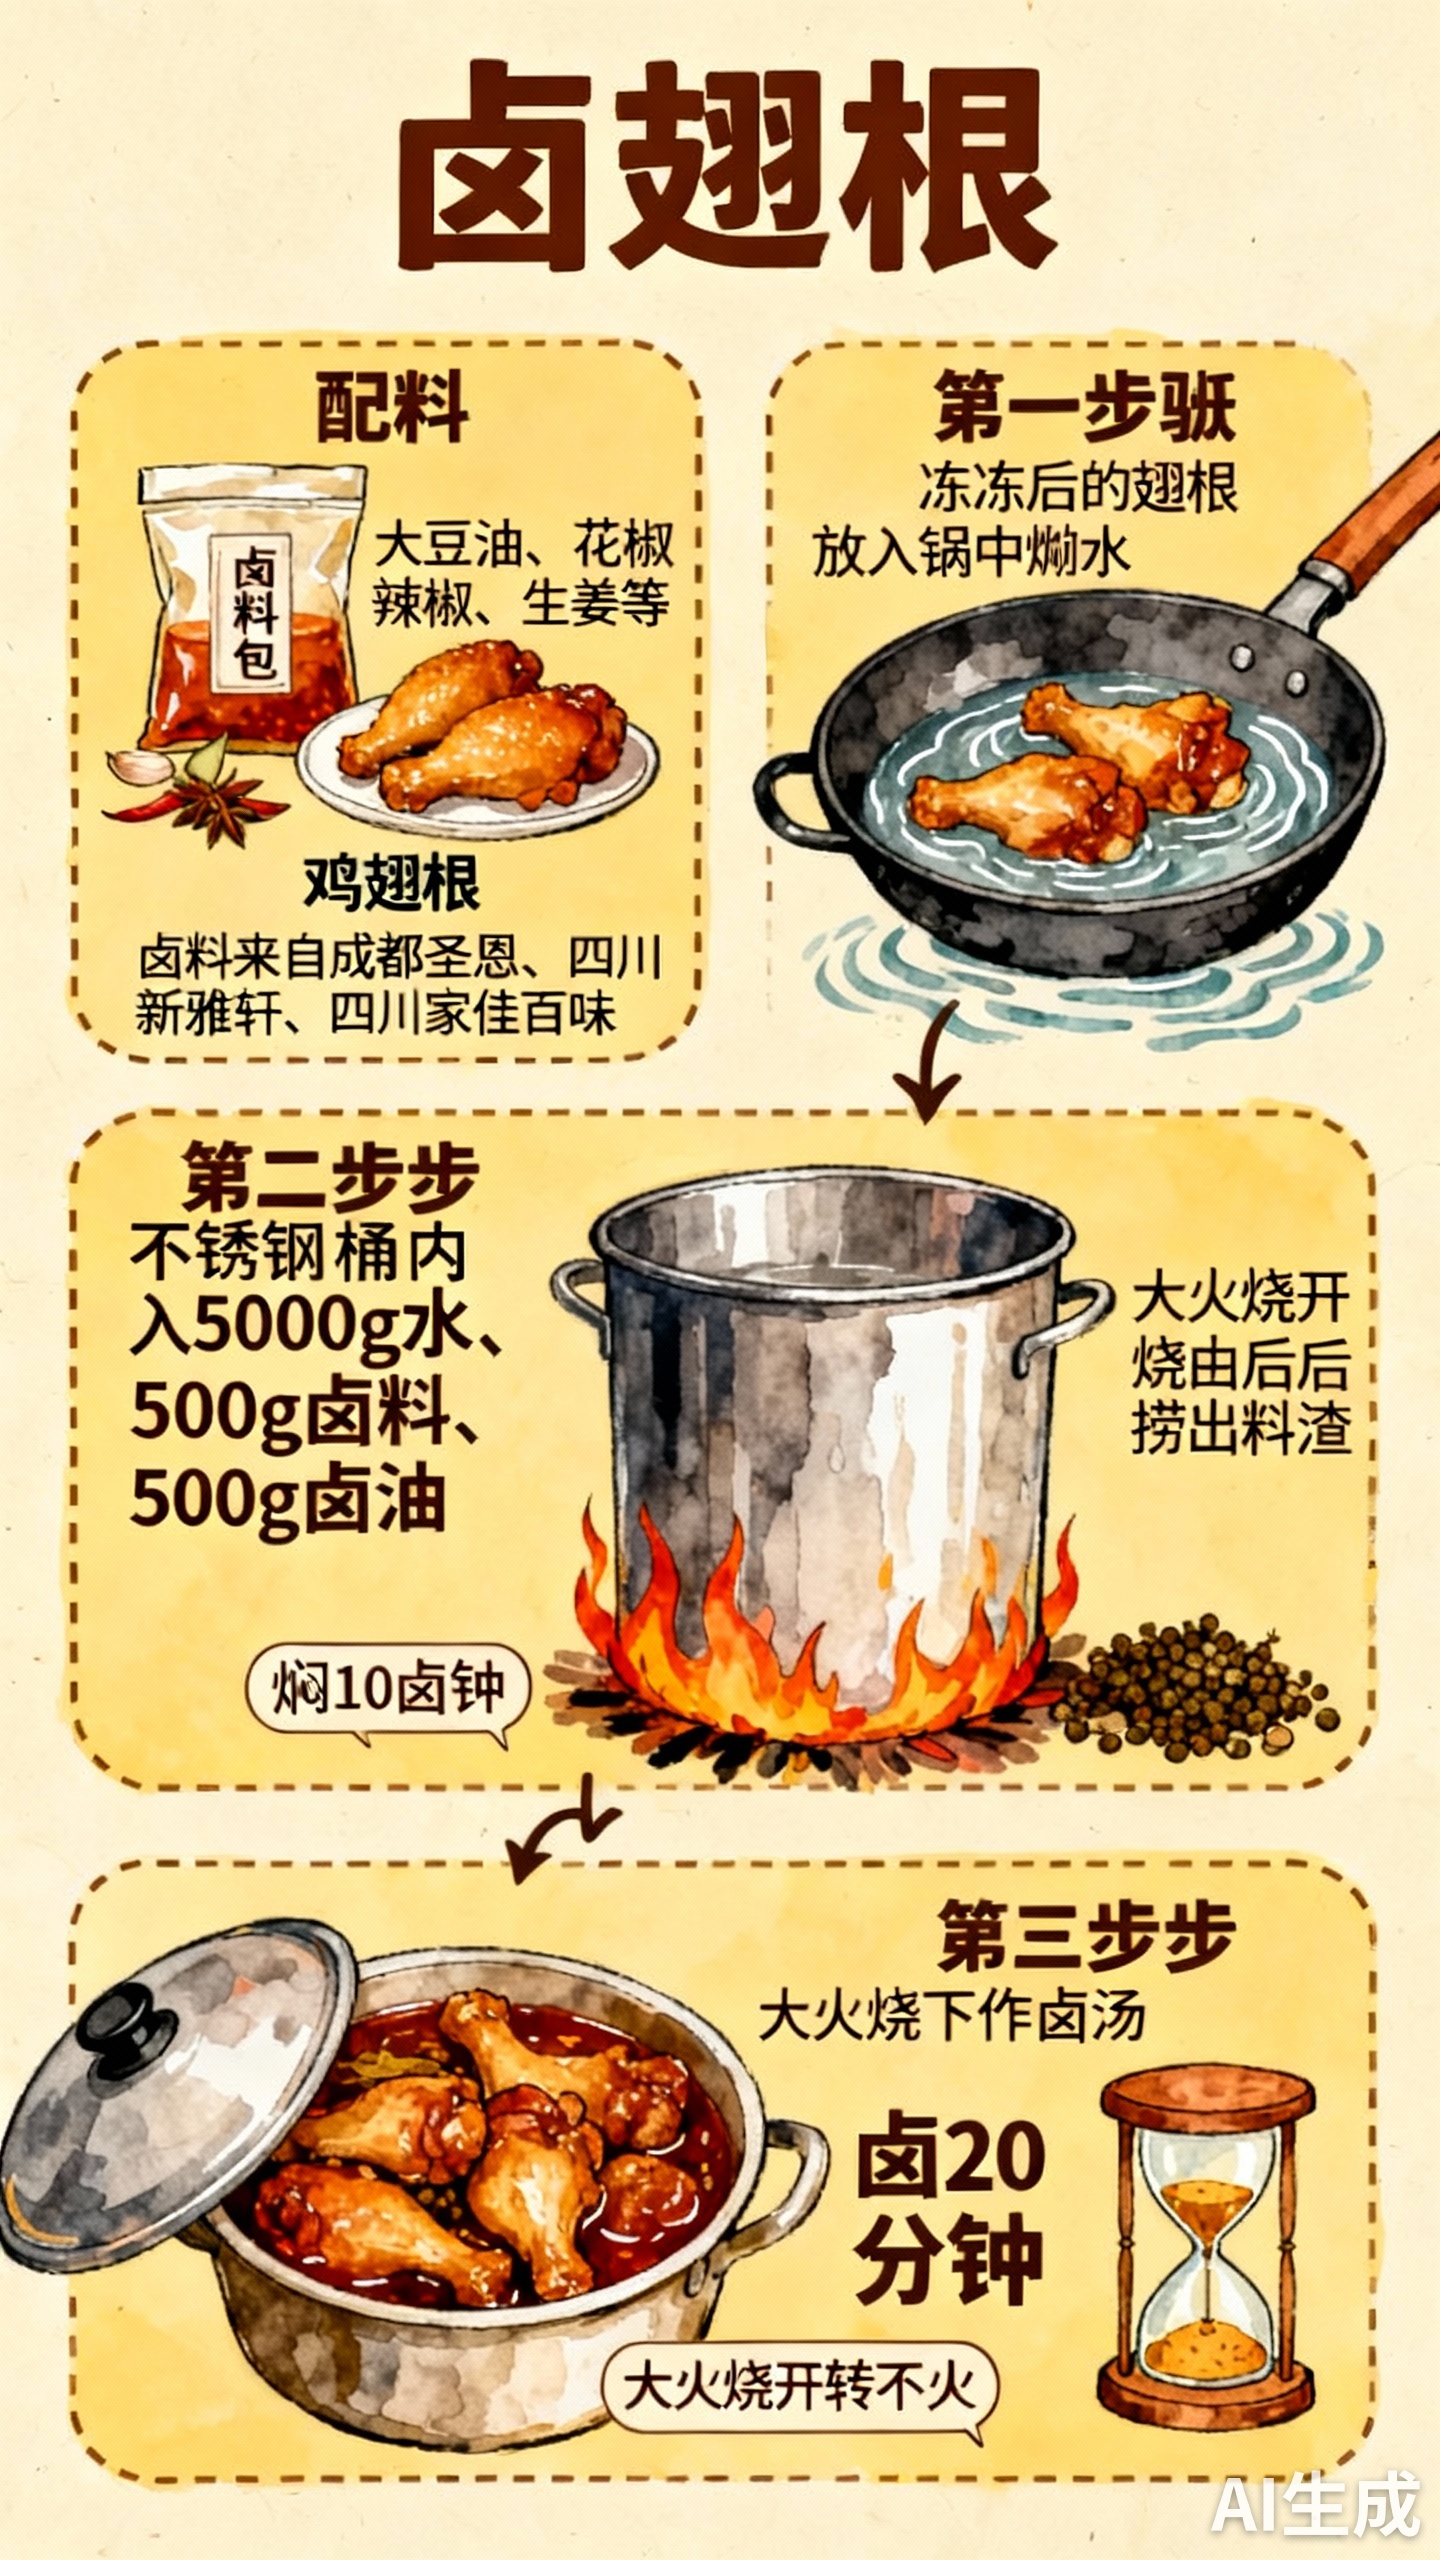 卤翅根
配料
卤料包
大豆油、花椒
辣椒、生姜等
鸡翅根
卤料来自成都圣恩、四川
新雅轩、四川家佳百味
第一步
冻冻后的翅根
放入锅中水
第二步步
不锈钢桶内
入5000g水、
500g卤料、
500g卤油
大火烧开
烧由后后
捞出料渣
焖10卤钟
第三步步
大火烧下作卤汤
卤20
分钟
大火烧开转不火
AI生成